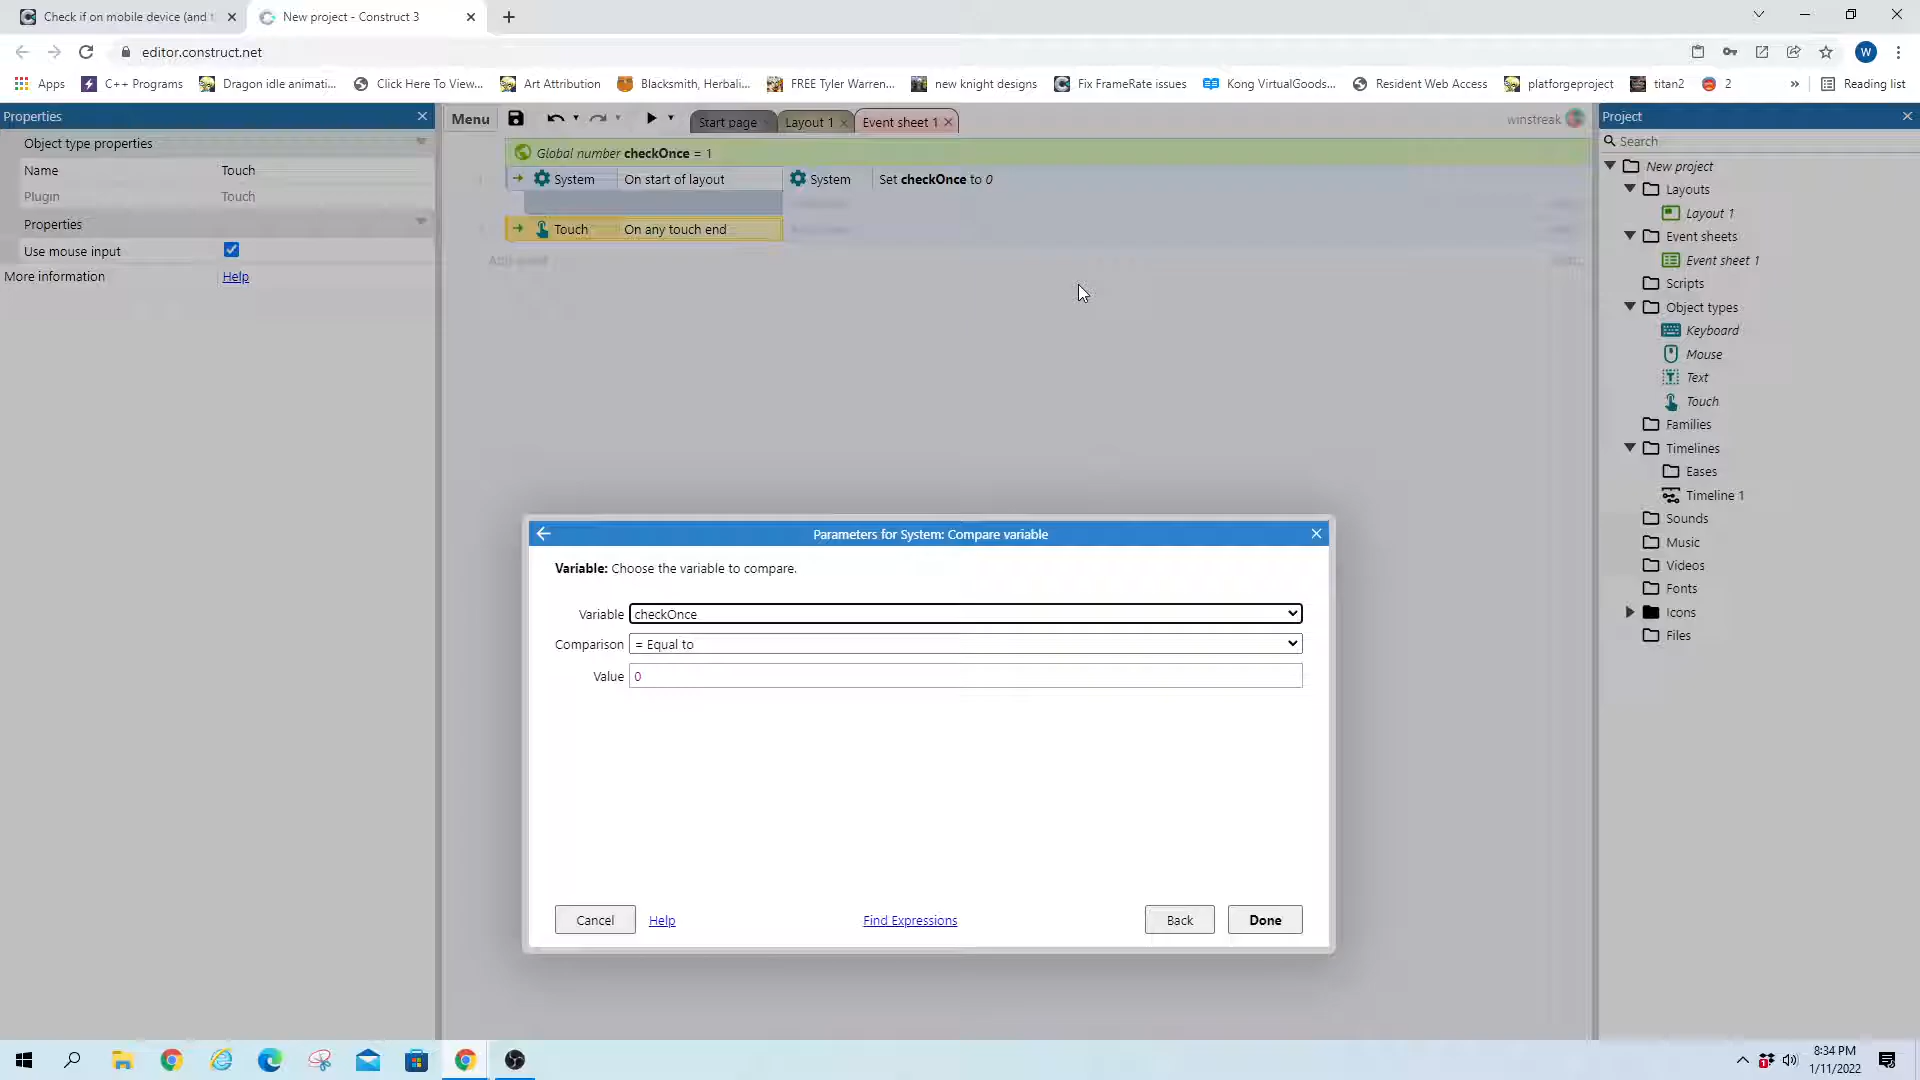 Check if on mobile device (and t
New project - Construct 3
editor.construct.net
W
Apps
C++ Programs
Dragon idle animati...
Click Here To View...
Art Attribution
Blacksmith, Herbali...
FREE Tyler Warren...
new knight designs
Fix FrameRate issues
Kong VirtualGoods...
Resident Web Access
platforgeproject
titan2
2
»
Reading list
Properties
Object type properties
Name Touch
Plugin Touch
Properties
Use mouse input
More information Help
Menu
Start page
Layout 1
Event sheet 1
winstreak
Global number checkOnce = 1
System On start of layout
System Set checkOnce to 0
Touch On any touch end
Parameters for System: Compare variable
Variable: Choose the variable to compare.
Variable checkOnce
Comparison = Equal to
Value 0
Cancel
Help
Find Expressions
Back
Done
Project
Search
New project
Layouts
Layout 1
Event sheets
Event sheet 1
Scripts
Object types
Keyboard
Mouse
Text
Touch
Families
Timelines
Eases
Timeline 1
Sounds
Music
Videos
Fonts
Icons
Files
8:34 PM
1/11/2022